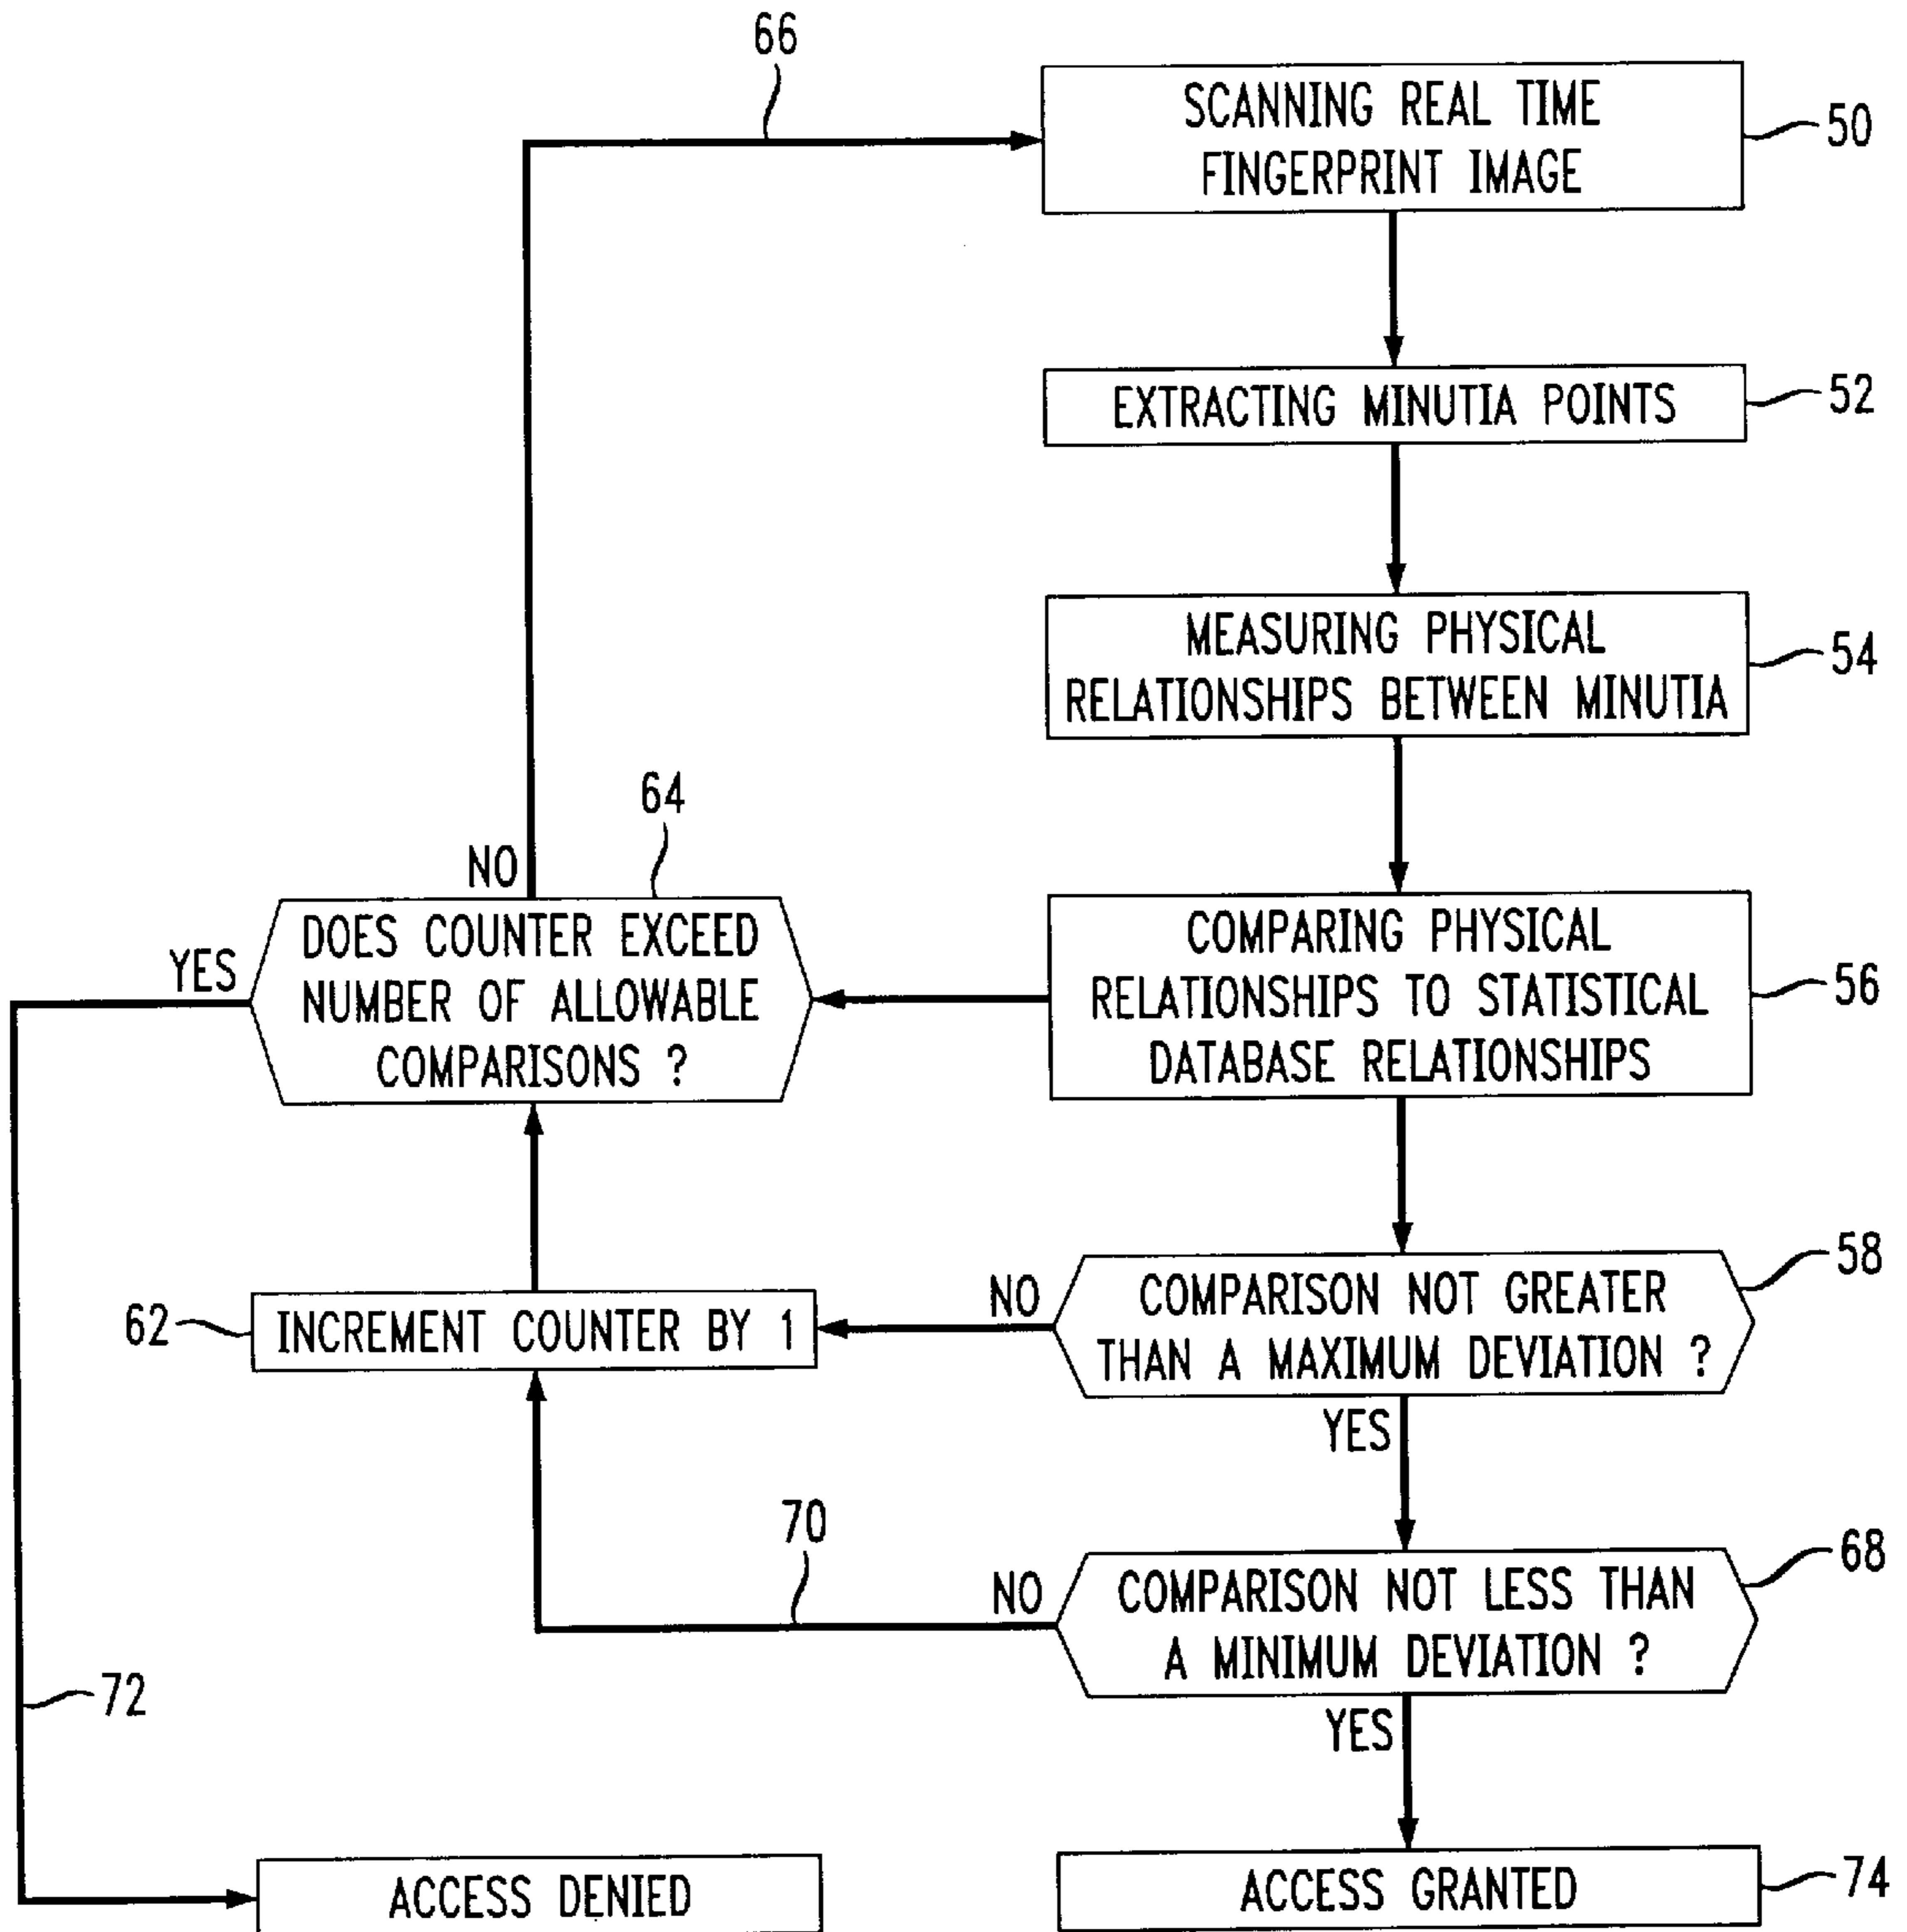 66
SCANNING REAL TIME
FINGERPRINT IMAGE
50
EXTRACTING MINUTIA POINTS
52
MEASURING PHYSICAL
RELATIONSHIPS BETWEEN MINUTIA
54
64
NO
DOES COUNTER EXCEED
NUMBER OF ALLOWABLE
COMPARISONS ?
YES
COMPARING PHYSICAL
RELATIONSHIPS TO STATISTICAL
DATABASE RELATIONSHIPS
56
62
INCREMENT COUNTER BY 1
NO
COMPARISON NOT GREATER
THAN A MAXIMUM DEVIATION ?
58
YES
70
NO
COMPARISON NOT LESS THAN
A MINIMUM DEVIATION ?
68
YES
72
ACCESS DENIED
ACCESS GRANTED
74